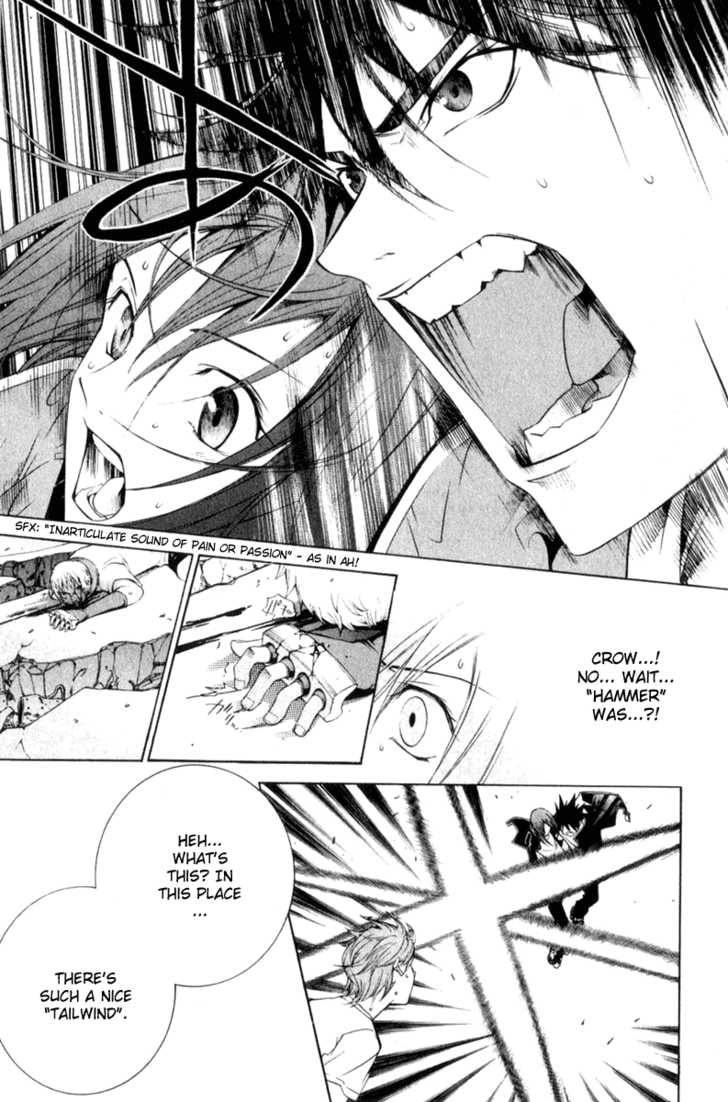 あ
SFX: "INARTICULATE SOUND OF PAIN OR PASSION" - AS IN AH!
CROW...!
NO... WAIT...
"HAMMER"
WAS...?!
HEH...
WHAT'S
THIS? IN
THIS PLACE
...
THERE'S
SUCH A NICE
"TAILWIND".